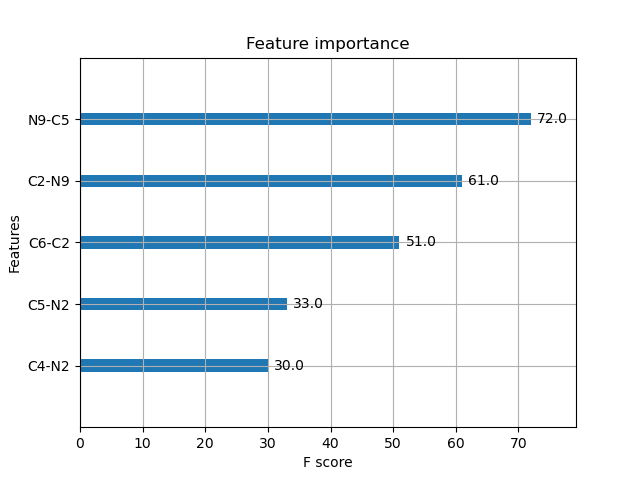 Feature importance
Features
N9-C5
72.0
C2-N9
61.0
C6-C2
51.0
C5-N2
33.0
C4-N2
30.0
0 10 20 30 40 50 60 70
F score